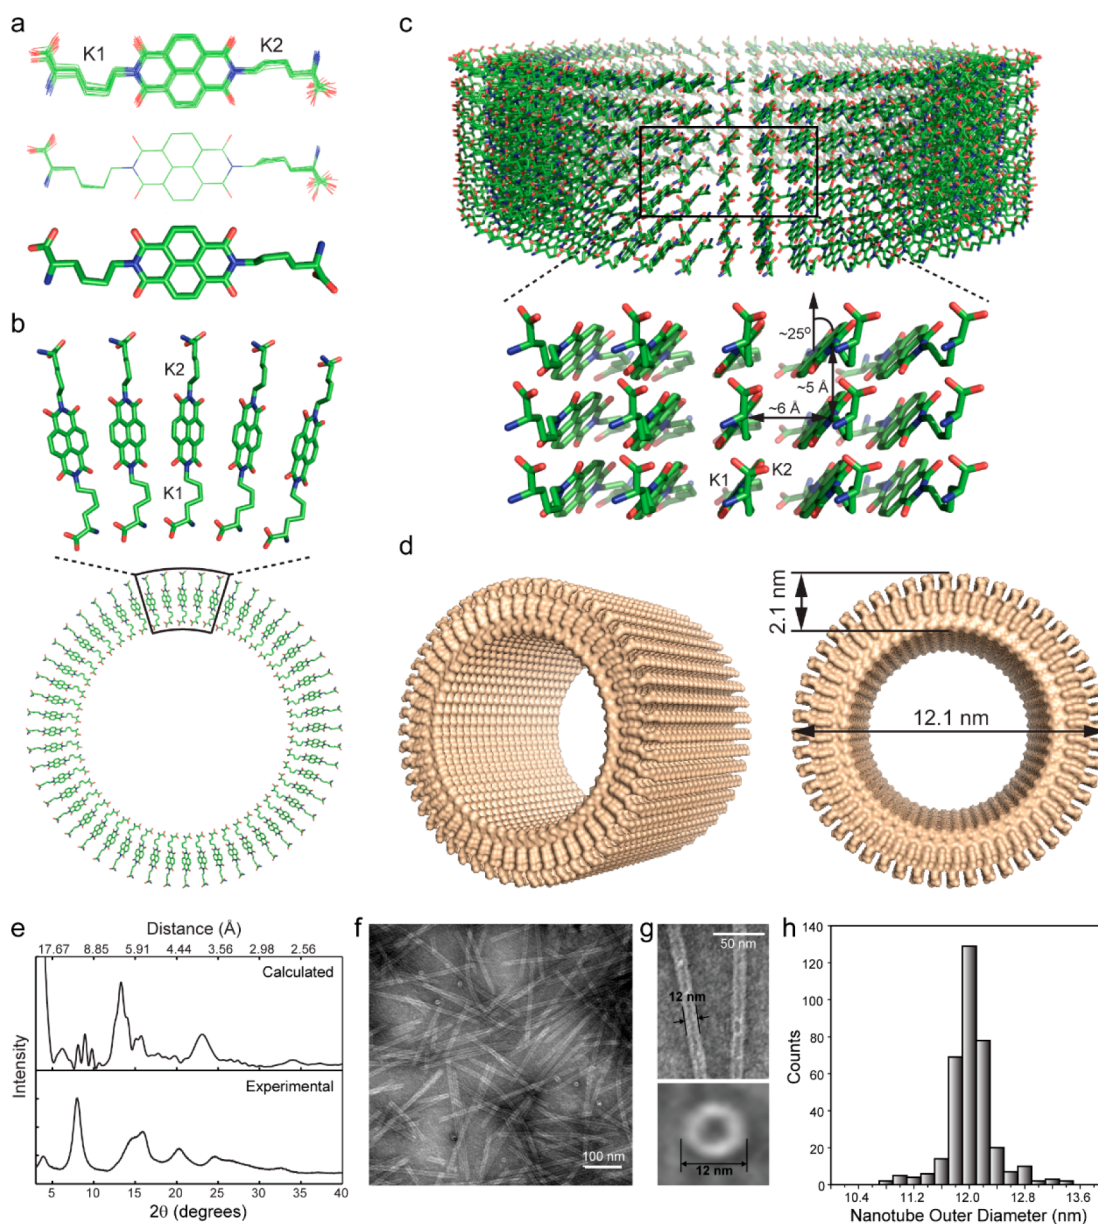 a
K1
K2
b
K2
K1
c
~25°
~5 Å
~6 Å
K1
K2
d
2.1 nm
12.1 nm
e
Distance (Å)
17.67 8.85 5.91 4.44 3.56 2.98 2.56
Calculated
Experimental
Intensity
5 10 15 20 25 30 35 40
2θ (degrees)
f
100 nm
g
50 nm
12 nm
12 nm
h
140
120
100
80
60
40
20
0
Counts
10.4 11.2 12.0 12.8 13.6
Nanotube Outer Diameter (nm)